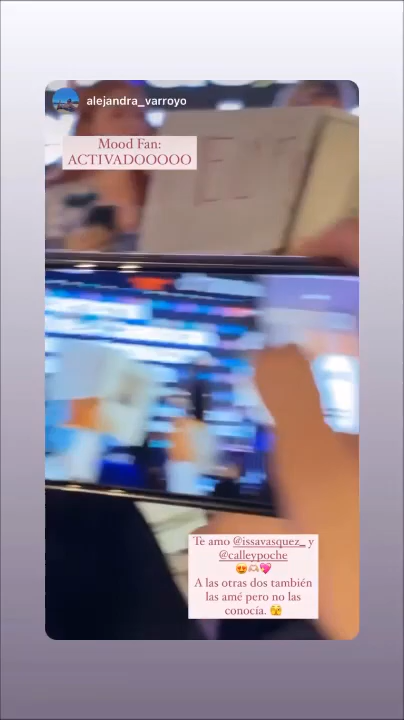 alejandra_varroyo
Mood Fan:
ACTIVADOOOOO
Te amo @issavasquez_ y
@calleypoche
😍🫶🏻💖
A las otras dos también
las amé pero no las
conocía. 🫣